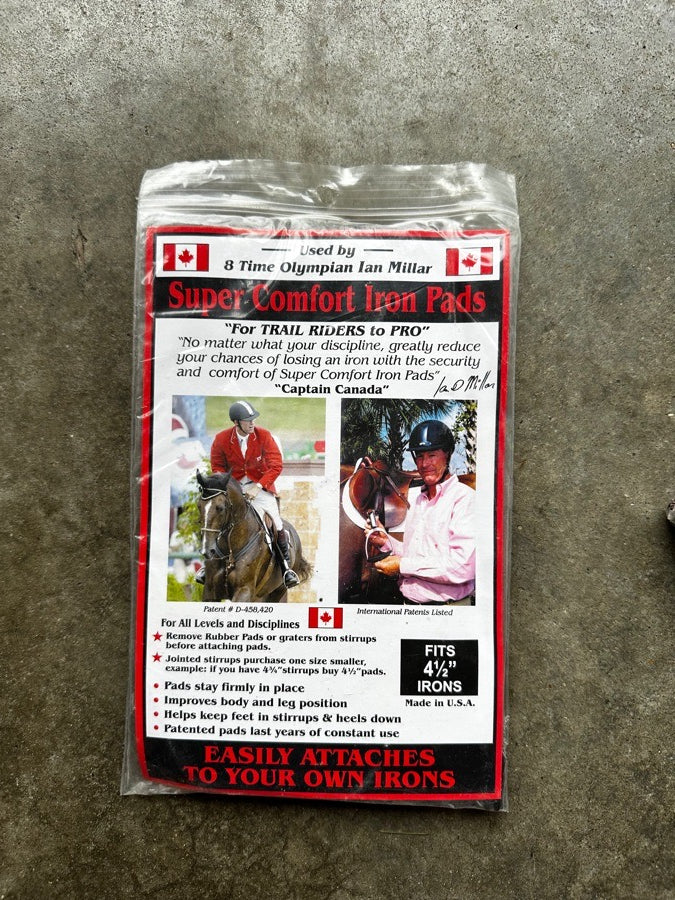 Used by
8 Time Olympian Ian Millar
Super Comfort Iron Pads
"For TRAIL RIDERS to PRO"
"No matter what your discipline, greatly reduce
your chances of losing an iron with the security
and comfort of Super Comfort Iron Pads"
Ian D Millar
"Captain Canada"
Patent # D-458,420
International Patents Listed
For All Levels and Disciplines
Remove Rubber Pads or graters from stirrups
before attaching pads.
Jointed stirrups purchase one size smaller,
example: if you have 4¾"stirrups buy 4½"pads.
FITS
4½"
IRONS
Made in U.S.A.
• Pads stay firmly in place
• Improves body and leg position
• Helps keep feet in stirrups & heels down
• Patented pads last years of constant use
EASILY ATTACHES
TO YOUR OWN IRONS